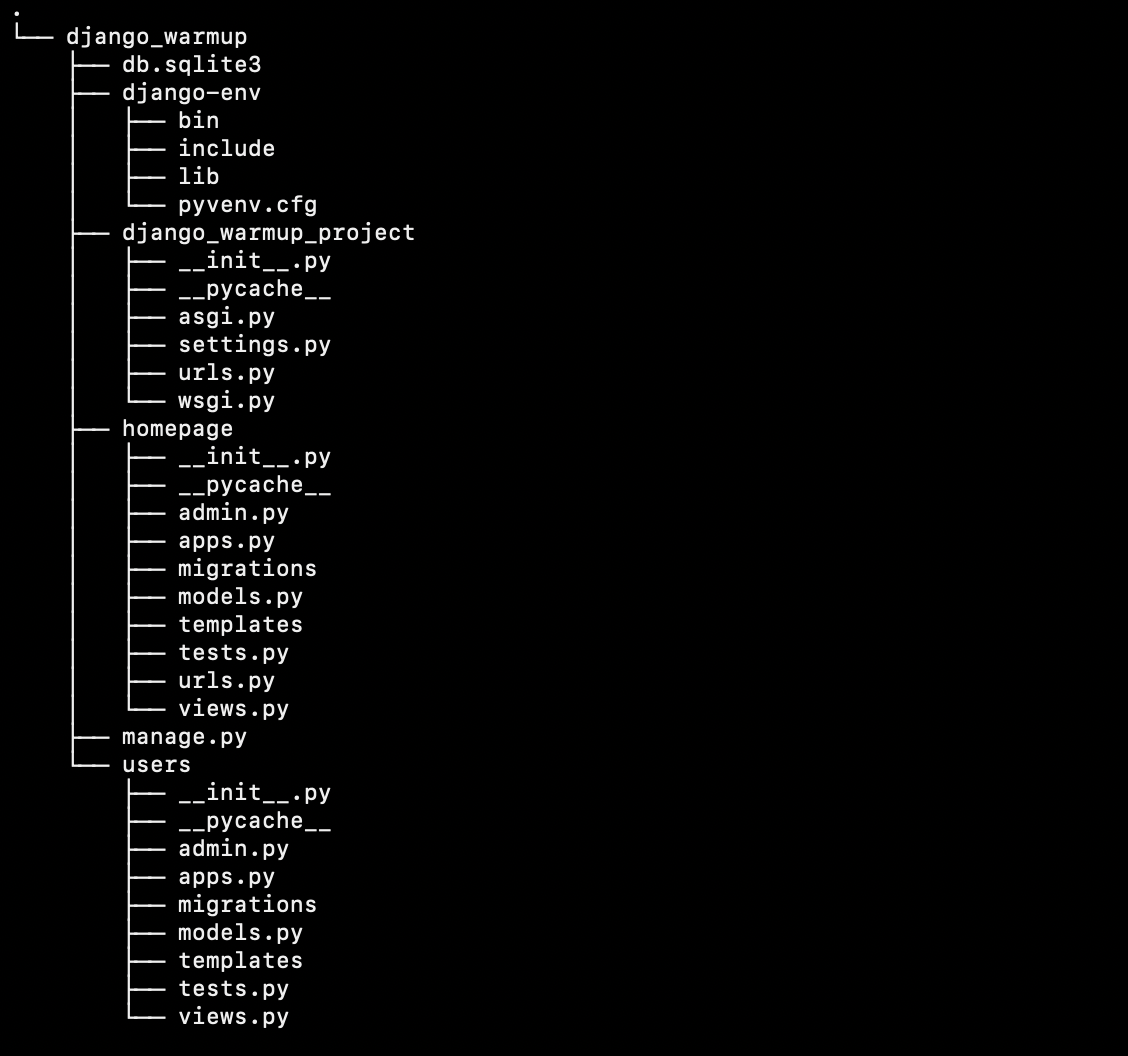 .
└── django_warmup
    ├── db.sqlite3
    ├── django-env
    │   ├── bin
    │   ├── include
    │   ├── lib
    │   └── pyvenv.cfg
    ├── django_warmup_project
    │   ├── __init__.py
    │   ├── __pycache__
    │   ├── asgi.py
    │   ├── settings.py
    │   ├── urls.py
    │   └── wsgi.py
    ├── homepage
    │   ├── __init__.py
    │   ├── __pycache__
    │   ├── admin.py
    │   ├── apps.py
    │   ├── migrations
    │   ├── models.py
    │   ├── templates
    │   ├── tests.py
    │   ├── urls.py
    │   └── views.py
    ├── manage.py
    └── users
        ├── __init__.py
        ├── __pycache__
        ├── admin.py
        ├── apps.py
        ├── migrations
        ├── models.py
        ├── templates
        ├── tests.py
        └── views.py